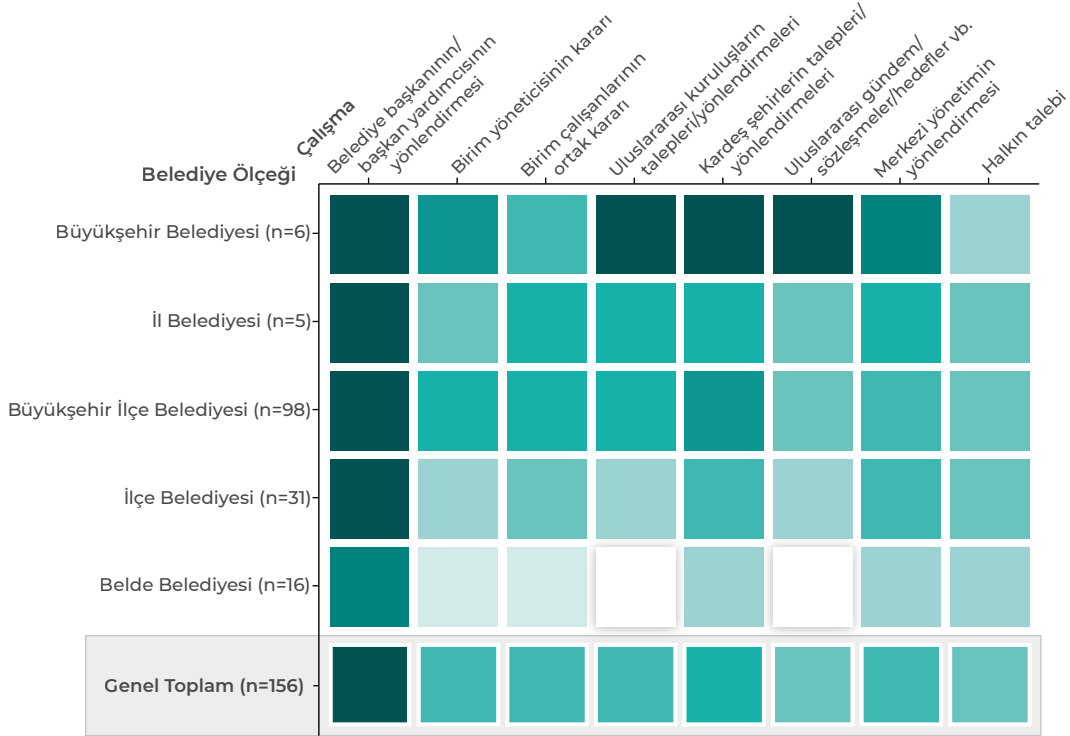 Çalışma
Belediye başkanının/
başkan yardımcısının
yönlendirmesi
Birim yöneticisinin kararı
Birim çalışanlarının
ortak kararı
Uluslararası kuruluşların
talepleri/yönlendirmeleri
Kardeş şehirlerin talepleri/
yönlendirmeleri
Uluslararası gündem/
sözleşmeler/hedefler vb.
Merkezi yönetimin
yönlendirmesi
Halkın talebi
Belediye Ölçeği
Büyükşehir Belediyesi (n=6)
İl Belediyesi (n=5)
Büyükşehir İlçe Belediyesi (n=98)
İlçe Belediyesi (n=31)
Belde Belediyesi (n=16)
Genel Toplam (n=156)